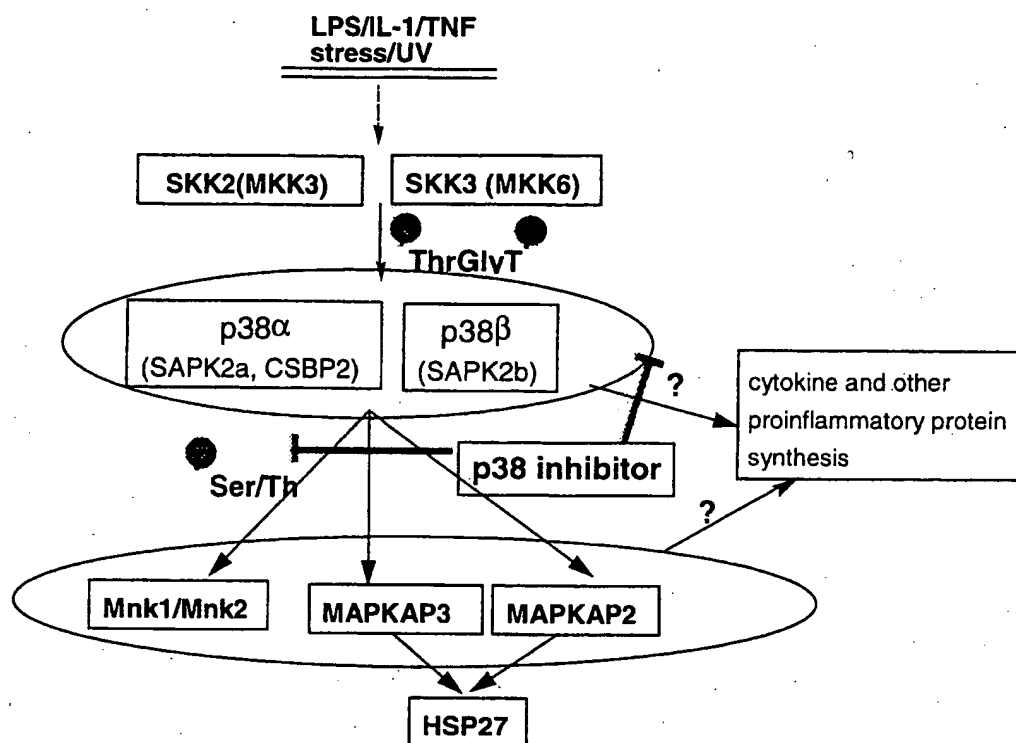 LPS/IL-1/TNF
stress/UV
SKK2(MKK3)
SKK3 (MKK6)
ThrGlyT
p38α
(SAPK2a, CSBP2)
p38β
(SAPK2b)
?
cytokine and other
proinflammatory protein
synthesis
p38 inhibitor
Ser/Th
?
Mnk1/Mnk2
MAPKAP3
MAPKAP2
HSP27